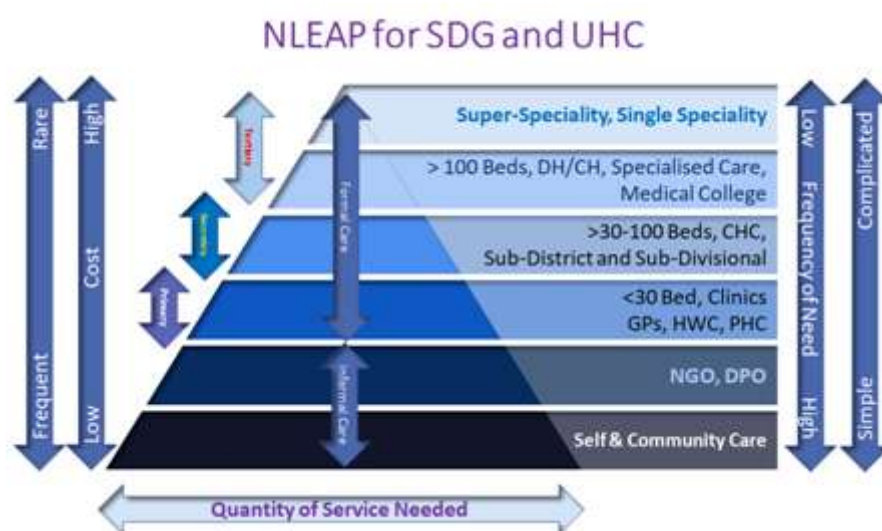 NLEAP for SDG and UHC
Rare
Frequent
High
Cost
Low
Tertiary
Secondary
Primary
Formal Care
Informal Care
Super-Speciality, Single Speciality
> 100 Beds, DH/CH, Specialised Care,
Medical College
>30-100 Beds, CHC,
Sub-District and Sub-Divisional
<30 Bed, Clinics
GPs, HWC, PHC
NGO, DPO
Self & Community Care
Low
Frequency of Need
High
Complicated
Simple
Quantity of Service Needed